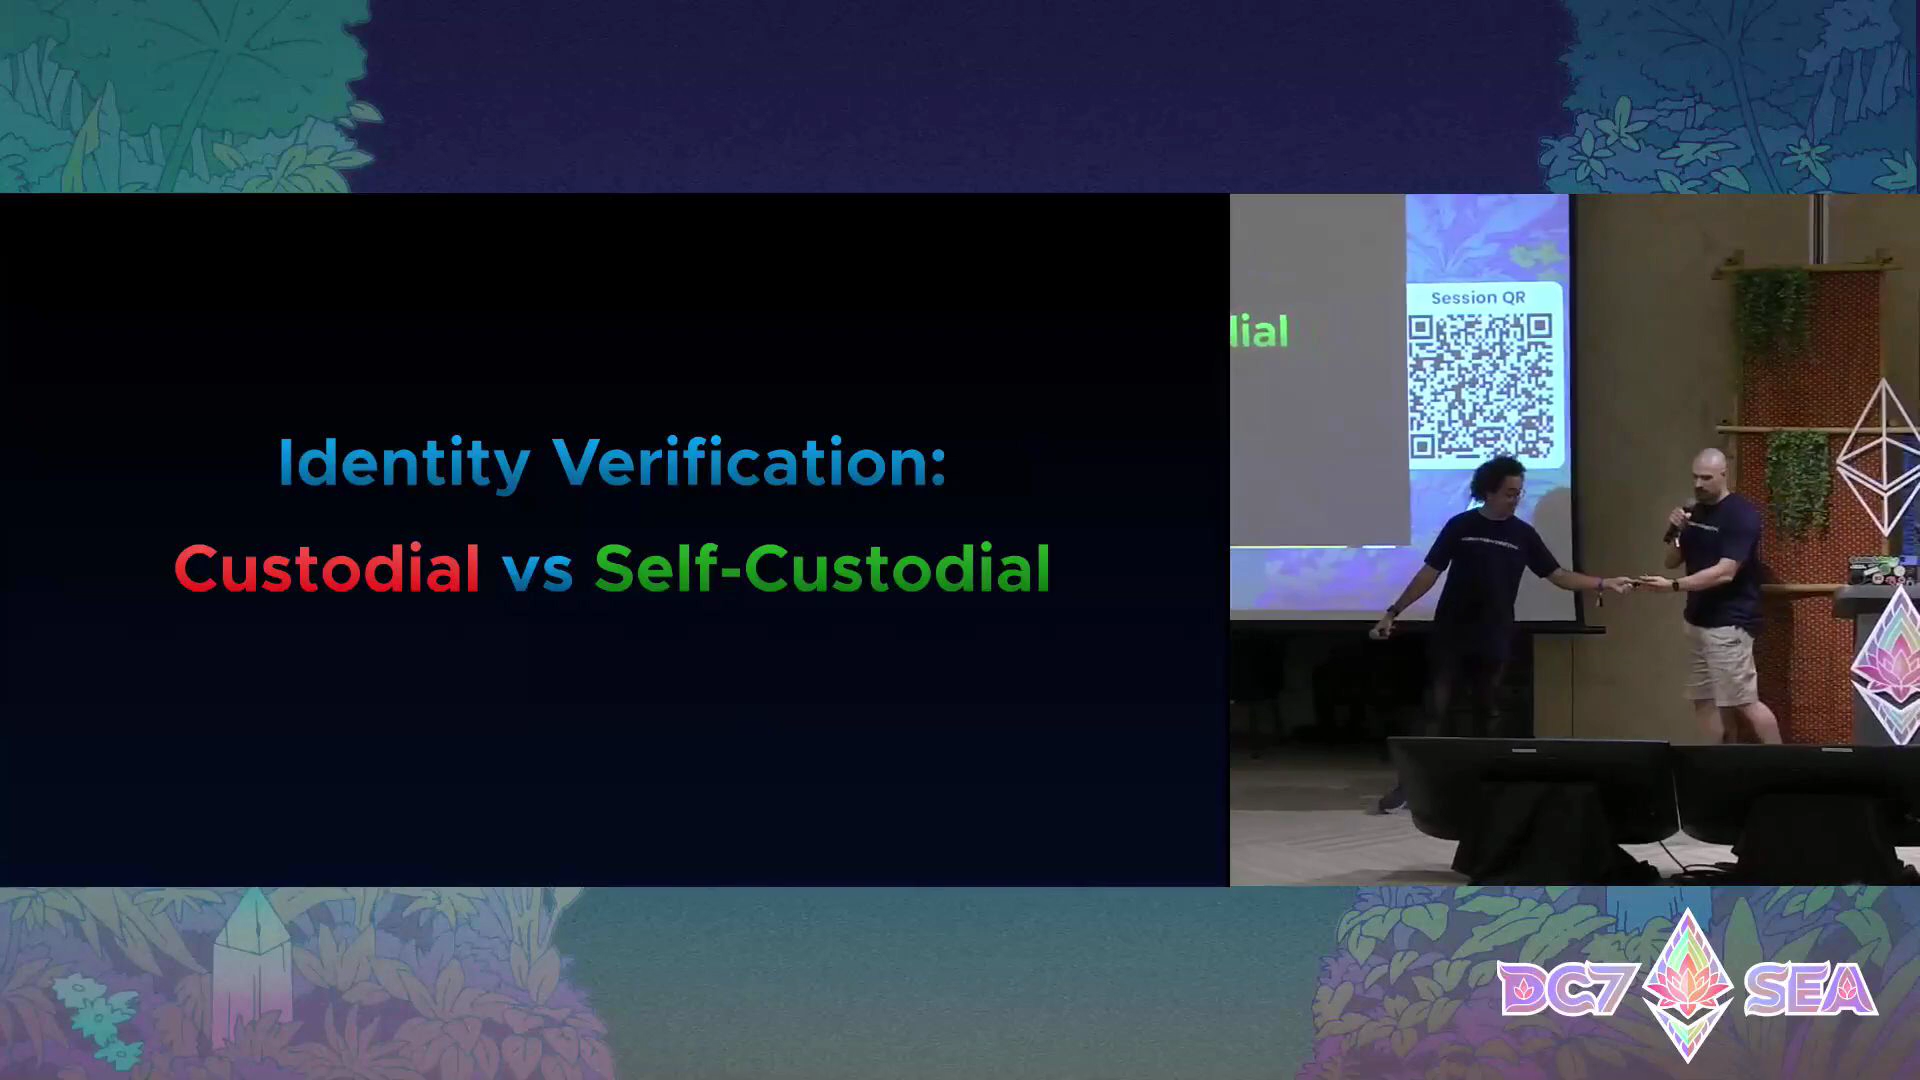 Identity Verification:
Custodial vs Self-Custodial
dial
Session QR
DC7 SEA